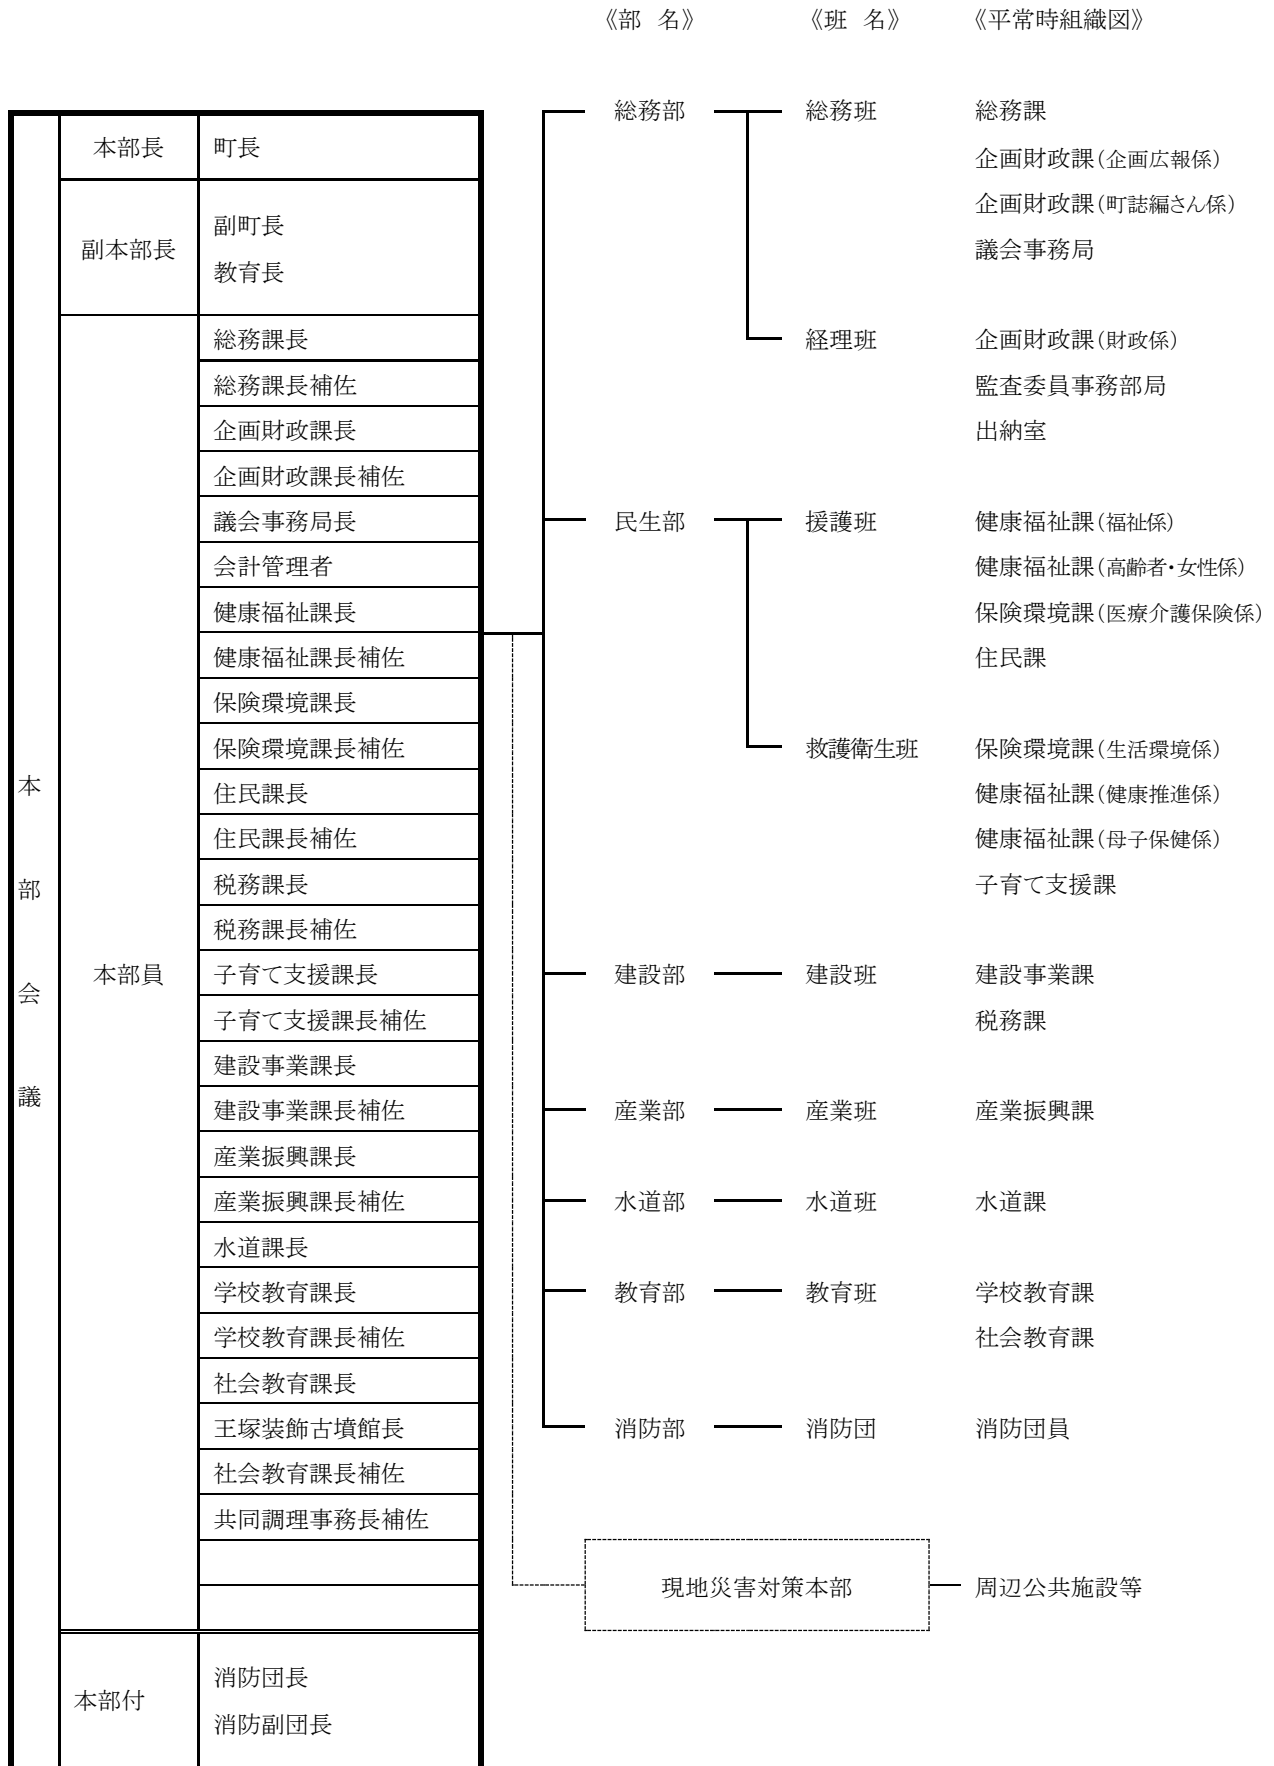 《部 名》 《班 名》 《平常時組織図》
本部会議
本部長 町長
副本部長
副町長
教育長
本部員
総務課長
総務課長補佐
企画財政課長
企画財政課長補佐
議会事務局長
会計管理者
健康福祉課長
健康福祉課長補佐
保険環境課長
保険環境課長補佐
住民課長
住民課長補佐
税務課長
税務課長補佐
子育て支援課長
子育て支援課長補佐
建設事業課長
建設事業課長補佐
産業振興課長
産業振興課長補佐
水道課長
学校教育課長
学校教育課長補佐
社会教育課長
王塚装飾古墳館長
社会教育課長補佐
共同調理事務長補佐
本部付
消防団長
消防副団長
総務部 総務班 総務課
企画財政課(企画広報係)
企画財政課(町誌編さん係)
議会事務局
経理班 企画財政課(財政係)
監査委員事務部局
出納室
民生部 援護班 健康福祉課(福祉係)
健康福祉課(高齢者・女性係)
保険環境課(医療介護保険係)
住民課
救護衛生班 保険環境課(生活環境係)
健康福祉課(健康推進係)
健康福祉課(母子保健係)
子育て支援課
建設部 建設班 建設事業課
税務課
産業部 産業班 産業振興課
水道部 水道班 水道課
教育部 教育班 学校教育課
社会教育課
消防部 消防団 消防団員
現地災害対策本部 周辺公共施設等